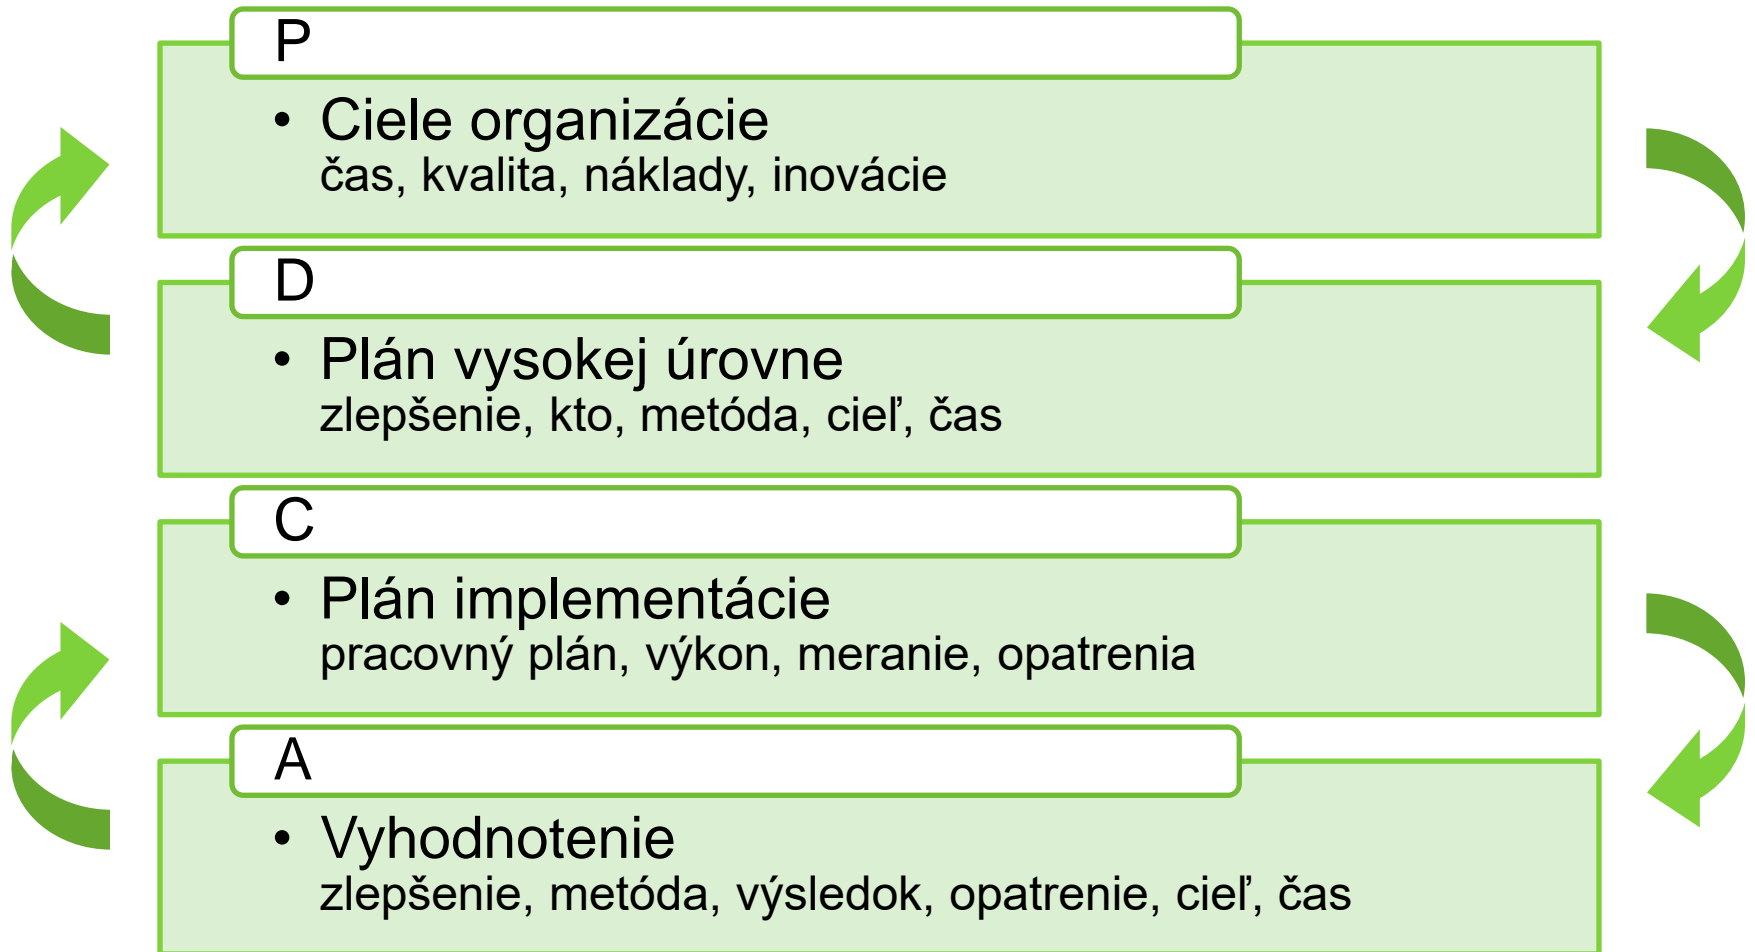 P
• Ciele organizácie
čas, kvalita, náklady, inovácie
D
• Plán vysokej úrovne
zlepšenie, kto, metóda, cieľ, čas
C
• Plán implementácie
pracovný plán, výkon, meranie, opatrenia
A
• Vyhodnotenie
zlepšenie, metóda, výsledok, opatrenie, cieľ, čas